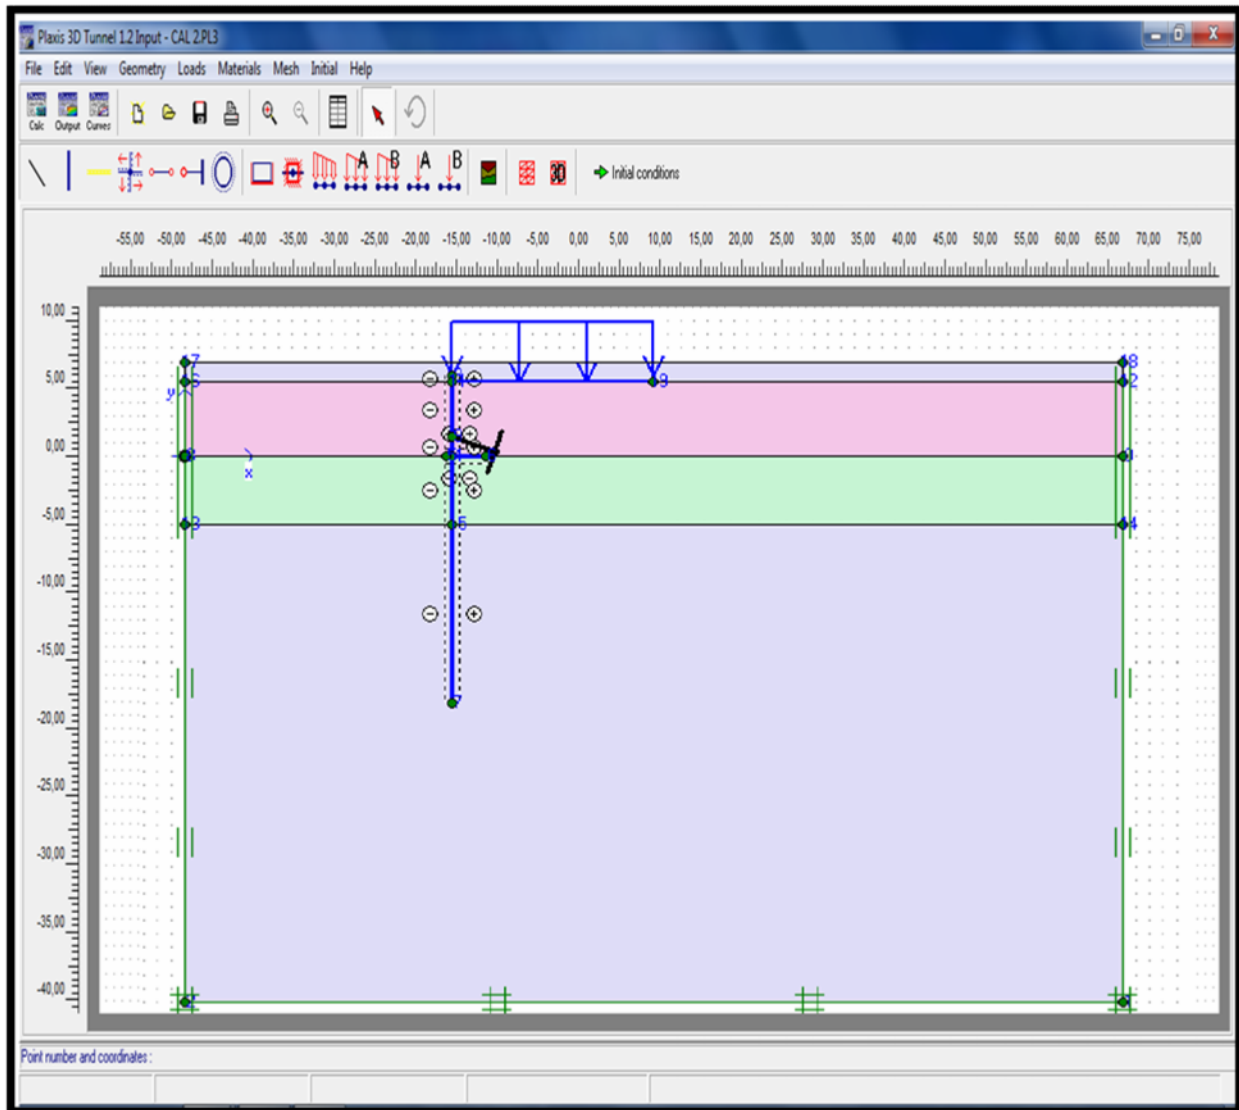 Plaxis 3D Tunnel 1.2 Input - CAL 2.PL3
File Edit View Geometry Loads Materials Mesh Initial Help
Calc Output Curves
A B A B 3D Initial conditions
-55,00 -50,00 -45,00 -40,00 -35,00 -30,00 -25,00 -20,00 -15,00 -10,00 -5,00 0,00 5,00 10,00 15,00 20,00 25,00 30,00 35,00 40,00 45,00 50,00 55,00 60,00 65,00 70,00 75,00
10,00
5,00
0,00
-5,00
-10,00
-15,00
-20,00
-25,00
-30,00
-35,00
-40,00
y
x
Point number and coordinates :